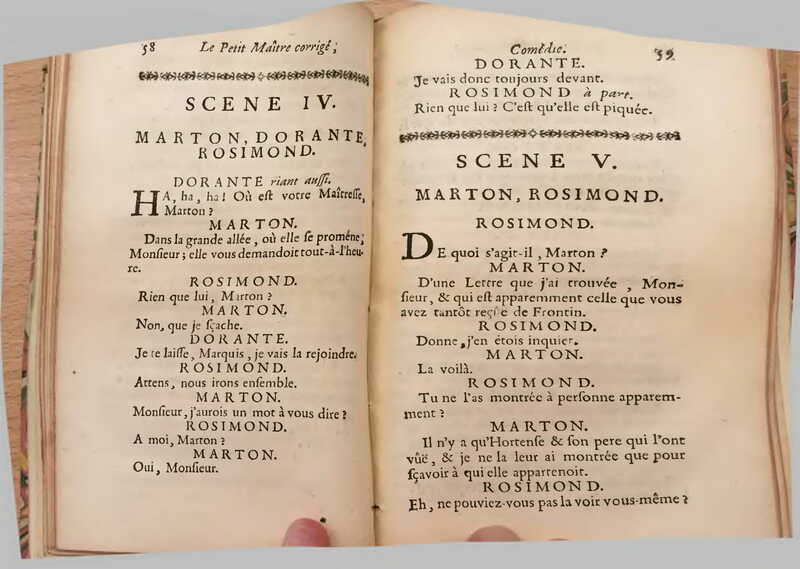 58 Le Petit Maître corrigé;
SCENE IV.
MARTON, DORANTE,
ROSIMOND.
DORANTE riant aussi.
HA, ha, ha! Où est votre Maîtresse,
Marton?
MARTON.
Dans la grande allée, où elle se proméne;
Monsieur; elle vous demandoit tout-à-l'heu-
re.
ROSIMOND.
Rien que lui, Marton?
MARTON.
Non, que je sçache.
DORANTE.
Je te laisse, Marquis, je vais la rejoindre.
ROSIMOND.
Attens, nous irons ensemble.
MARTON.
Monsieur, j'aurois un mot à vous dire?
ROSIMOND.
A moi, Marton?
MARTON.
Oui, Monsieur.
Comédie. 59
DORANTE.
Je vais donc toujours devant.
ROSIMOND à part.
Rien que lui? C'est qu'elle est piquée.
SCENE V.
MARTON, ROSIMOND.
ROSIMOND.
DE quoi s'agit-il, Marton?
MARTON.
D'une Lettre que j'ai trouvée, Mon-
sieur, & qui est apparemment celle que vous
avez tantôt reçûe de Frontin.
ROSIMOND.
Donne, j'en étois inquiet.
MARTON.
La voilà.
ROSIMOND.
Tu ne l'as montrée à personne apparem-
ment?
MARTON.
Il n'y a qu'Hortense & son pere qui l'ont
vûë, & je ne la leur ai montrée que pour
sçavoir à qui elle appartenoit.
ROSIMOND.
Eh, ne pouviez-vous pas la voir vous-même?